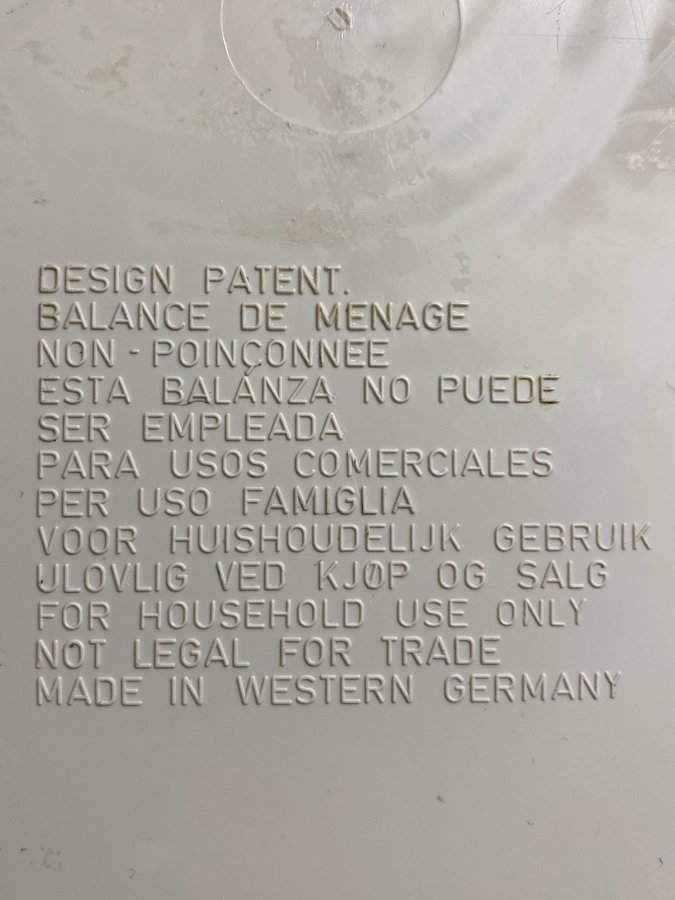 DESIGN PATENT.
BALANCE DE MENAGE
NON - POINÇONNEE
ESTA BALÁNZA NO PUEDE
SER EMPLEADA
PARA USOS COMERCIALES
PER USO FAMIGLIA
VOOR HUISHOUDELIJK GEBRUIK
ULOVLIG VED KJØP OG SALG
FOR HOUSEHOLD USE ONLY
NOT LEGAL FOR TRADE
MADE IN WESTERN GERMANY